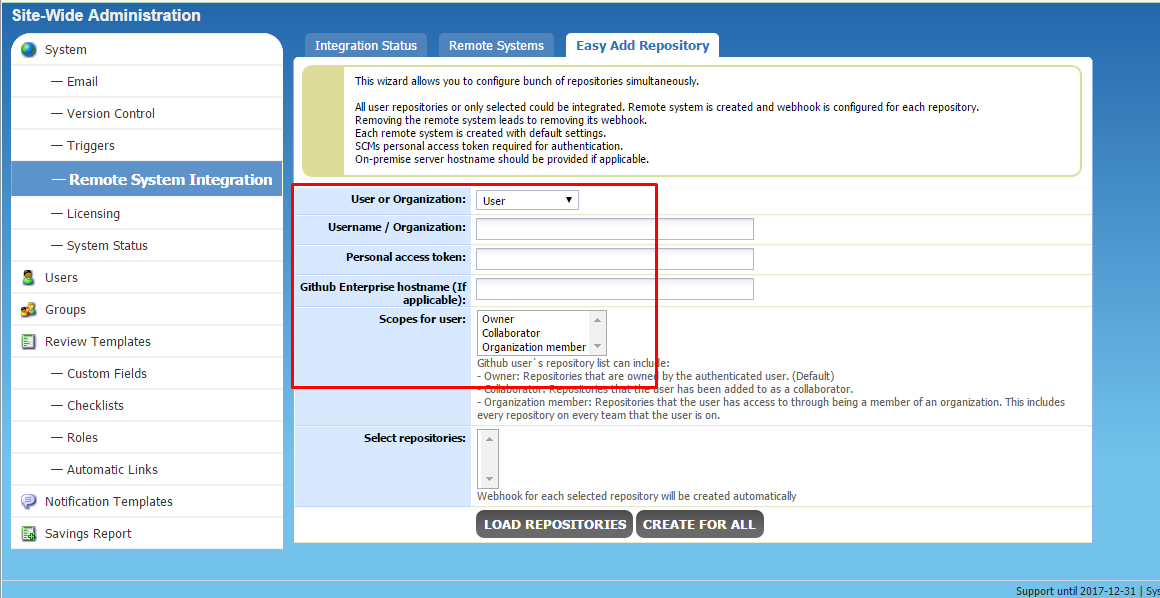 Site-Wide Administration
System
— Email
— Version Control
— Triggers
— Remote System Integration
— Licensing
— System Status
Users
Groups
Review Templates
— Custom Fields
— Checklists
— Roles
— Automatic Links
Notification Templates
Savings Report
Integration Status
Remote Systems
Easy Add Repository
This wizard allows you to configure bunch of repositories simultaneously.
All user repositories or only selected could be integrated. Remote system is created and webhook is configured for each repository.
Removing the remote system leads to removing its webhook.
Each remote system is created with default settings.
SCMs personal access token required for authentication.
On-premise server hostname should be provided if applicable.
User or Organization: User
Username / Organization:
Personal access token:
Github Enterprise hostname (If
applicable):
Scopes for user:
Owner
Collaborator
Organization member
Github user`s repository list can include:
- Owner: Repositories that are owned by the authenticated user. (Default)
- Collaborator: Repositories that the user has been added to as a collaborator.
- Organization member: Repositories that the user has access to through being a member of an organization. This includes
every repository on every team that the user is on.
Select repositories:
Webhook for each selected repository will be created automatically
LOAD REPOSITORIES
CREATE FOR ALL
Support until 2017-12-31 | Sys